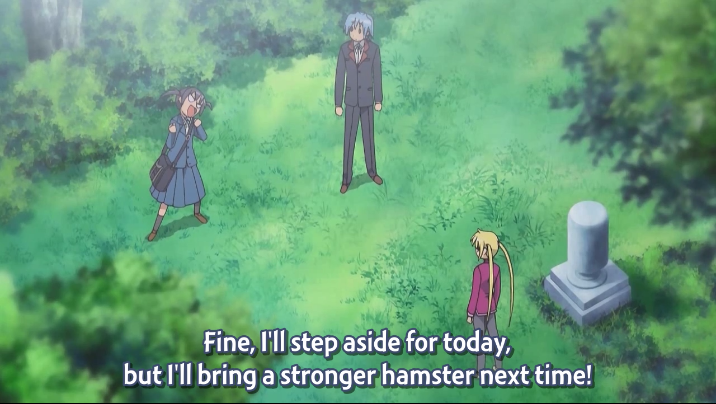 Fine, I'll step aside for today,
but I'll bring a stronger hamster next time!